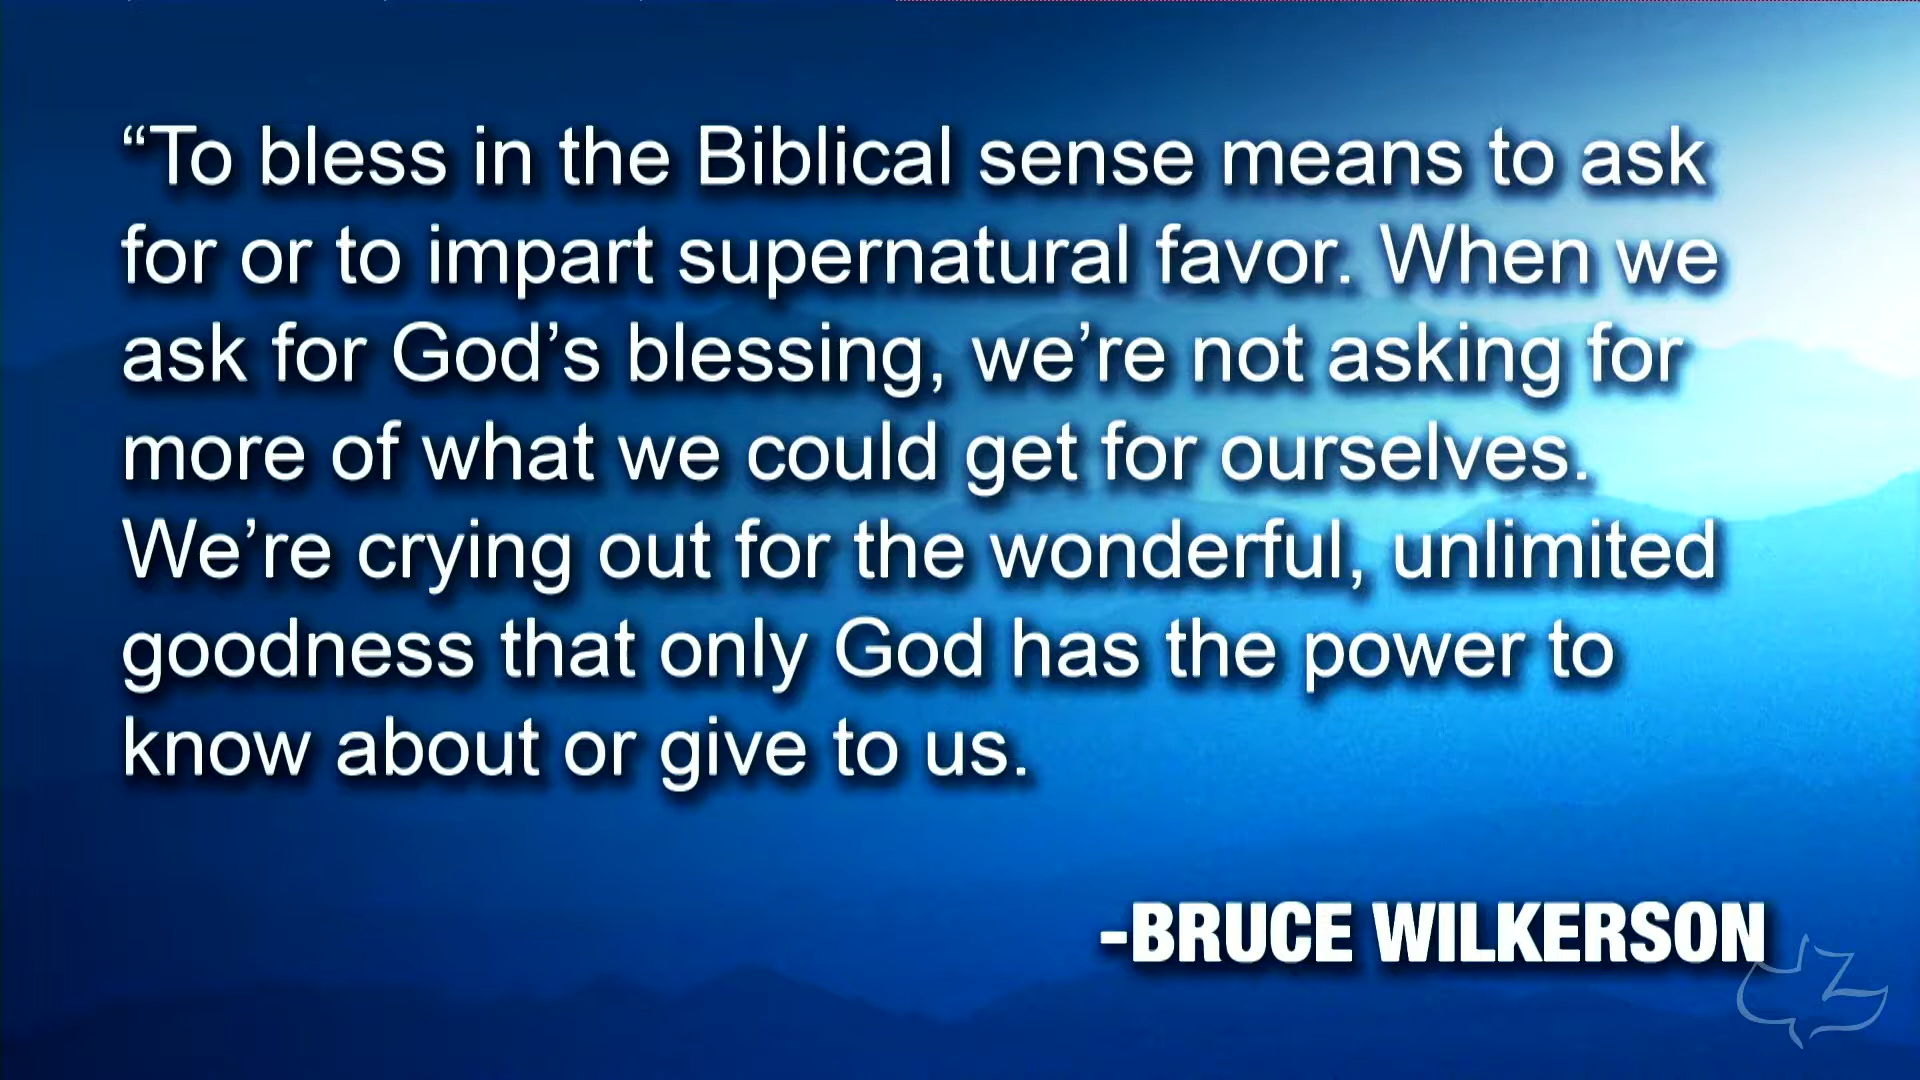 “To bless in the Biblical sense means to ask
for or to impart supernatural favor. When we
ask for God’s blessing, we’re not asking for
more of what we could get for ourselves.
We’re crying out for the wonderful, unlimited
goodness that only God has the power to
know about or give to us.
-BRUCE WILKERSON